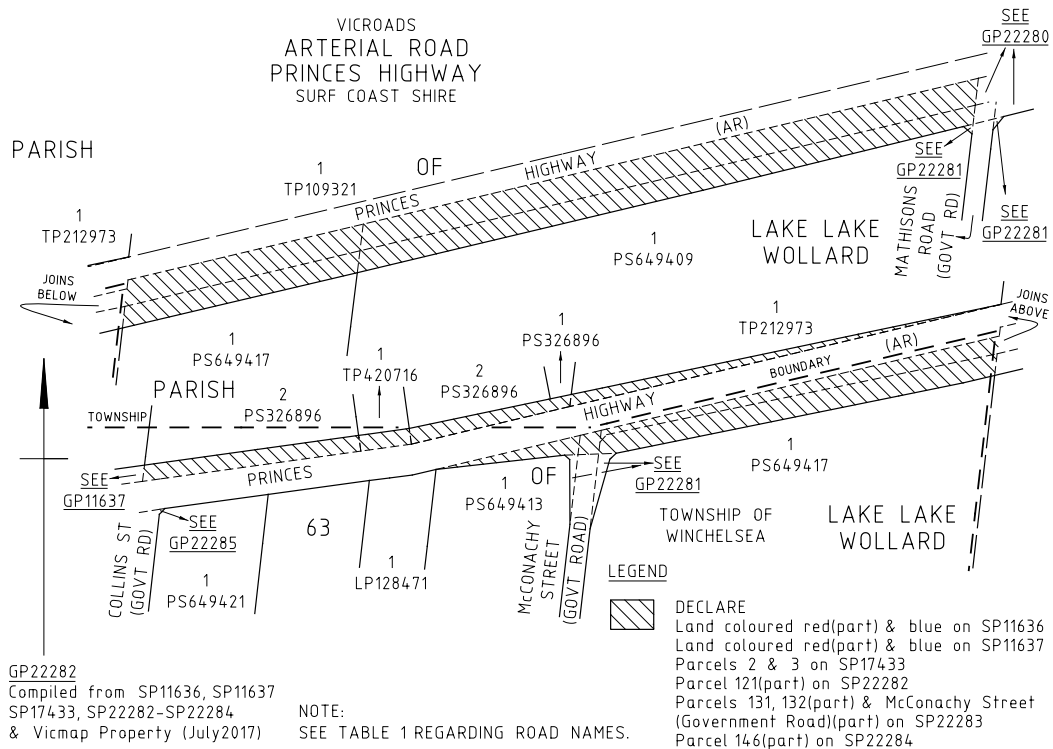 VICROADS
ARTERIAL ROAD
PRINCES HIGHWAY
SURF COAST SHIRE
SEE
GP22280
PARISH
OF
1
TP109321
PRINCES
HIGHWAY
(AR)
SEE
GP22281
1
TP212973
JOINS
BELOW
1
PS649409
LAKE LAKE
WOLLARD
MATHISONS
ROAD
(GOVT RD)
SEE
GP22281
1
PS649417
PARISH
2
PS326896
1
TP420716
2
PS326896
1
PS326896
1
TP212973
JOINS
ABOVE
TOWNSHIP
BOUNDARY
HIGHWAY
(AR)
PRINCES
SEE
GP11637
SEE
GP22285
COLLINS ST
(GOVT RD)
1
PS649421
63
1
LP128471
1
PS649413
OF
SEE
GP22281
McCONACHY
STREET
(GOVT ROAD)
1
PS649417
TOWNSHIP OF
WINCHELSEA
LAKE LAKE
WOLLARD
LEGEND
DECLARE
Land coloured red(part) & blue on SP11636
Land coloured red(part) & blue on SP11637
Parcels 2 & 3 on SP17433
Parcel 121(part) on SP22282
Parcels 131, 132(part) & McConachy Street
(Government Road)(part) on SP22283
Parcel 146(part) on SP22284
GP22282
Compiled from SP11636, SP11637
SP17433, SP22282-SP22284
& Vicmap Property (July2017)
NOTE:
SEE TABLE 1 REGARDING ROAD NAMES.